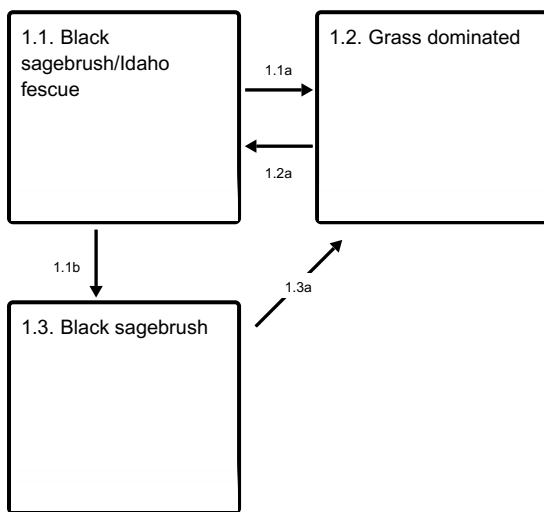 1.1. Black
sagebrush/Idaho
fescue
1.2. Grass dominated
1.1a
1.2a
1.1b
1.3a
1.3. Black sagebrush